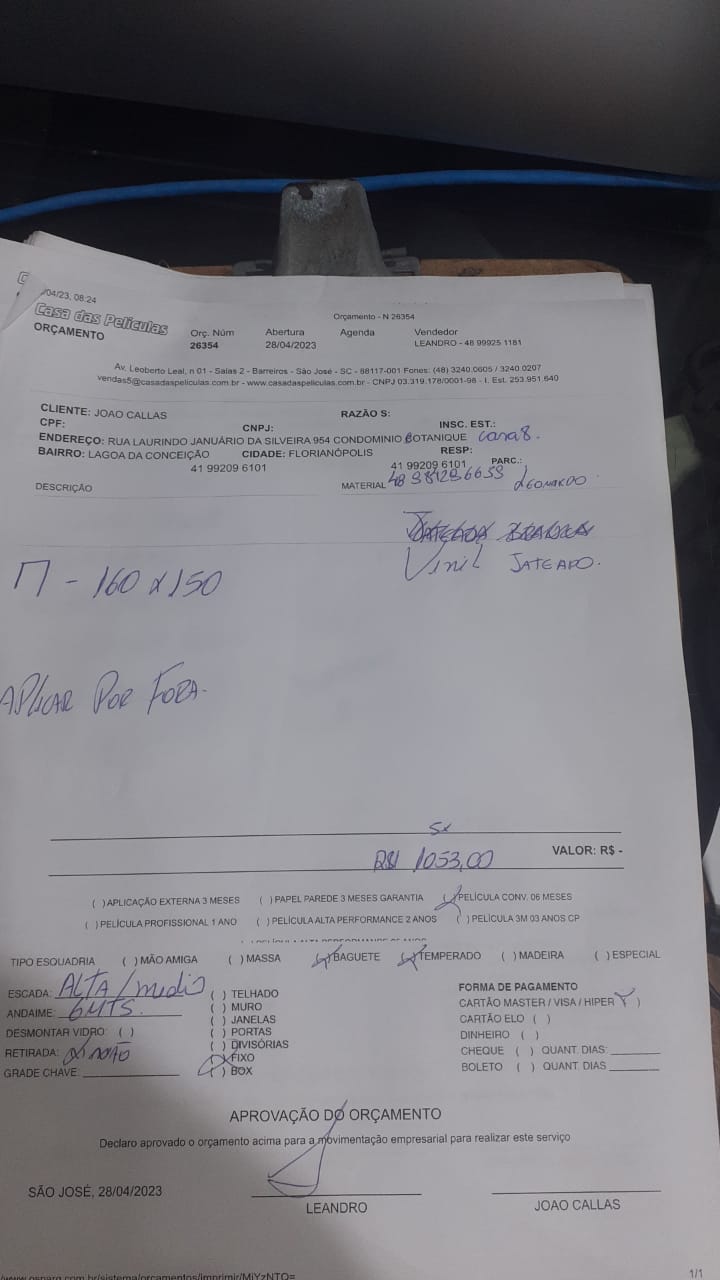 /04/23, 08:24
Orçamento - N 26354
Casa das Películas
ORÇAMENTO
Orç. Núm Abertura Agenda Vendedor
26354 28/04/2023 LEANDRO - 48 99925 1181
Av. Leoberto Leal, n 01 - Salas 2 - Barreiros - São José - SC - 88117-001 Fones: (48) 3240.0605 / 3240.0207
vendas5@casadaspeliculas.com.br - www.casadaspeliculas.com.br - CNPJ 03.319.178/0001-98 - I. Est. 253.951.640
CLIENTE: JOAO CALLAS RAZÃO S:
CPF: CNPJ: INSC. EST.:
ENDEREÇO: RUA LAURINDO JANUÁRIO DA SILVEIRA 954 CONDOMINIO BOTANIQUE casa 8.
BAIRRO: LAGOA DA CONCEIÇÃO CIDADE: FLORIANÓPOLIS RESP:
41 99209 6101 41 99209 6101 PARC.:
DESCRIÇÃO MATERIAL 48 Leonardo
Vinil JATEADO.
- 160 x 150
APLICAR POR FORA.
5x
R$ 1053,00 VALOR: R$ -
( ) APLICAÇÃO EXTERNA 3 MESES ( ) PAPEL PAREDE 3 MESES GARANTIA ( ) PELÍCULA CONV. 06 MESES
( ) PELÍCULA PROFISSIONAL 1 ANO ( ) PELÍCULA ALTA PERFORMANCE 2 ANOS ( ) PELÍCULA 3M 03 ANOS CP
TIPO ESQUADRIA ( ) MÃO AMIGA ( ) MASSA (X) BAGUETE (X) TEMPERADO ( ) MADEIRA ( ) ESPECIAL
ESCADA: ALTA / medio
ANDAIME: 6MTS.
DESMONTAR VIDRO: ( )
RETIRADA: (X) NÃO
GRADE CHAVE:
( ) TELHADO
( ) MURO
( ) JANELAS
( ) PORTAS
( ) DIVISÓRIAS
(X) FIXO
( ) BOX
FORMA DE PAGAMENTO
CARTÃO MASTER / VISA / HIPER (X)
CARTÃO ELO ( )
DINHEIRO ( )
CHEQUE ( ) QUANT. DIAS:
BOLETO ( ) QUANT DIAS
APROVAÇÃO DO ORÇAMENTO
Declaro aprovado o orçamento acima para a movimentação empresarial para realizar este serviço
SÃO JOSÉ, 28/04/2023
LEANDRO JOAO CALLAS
1/1